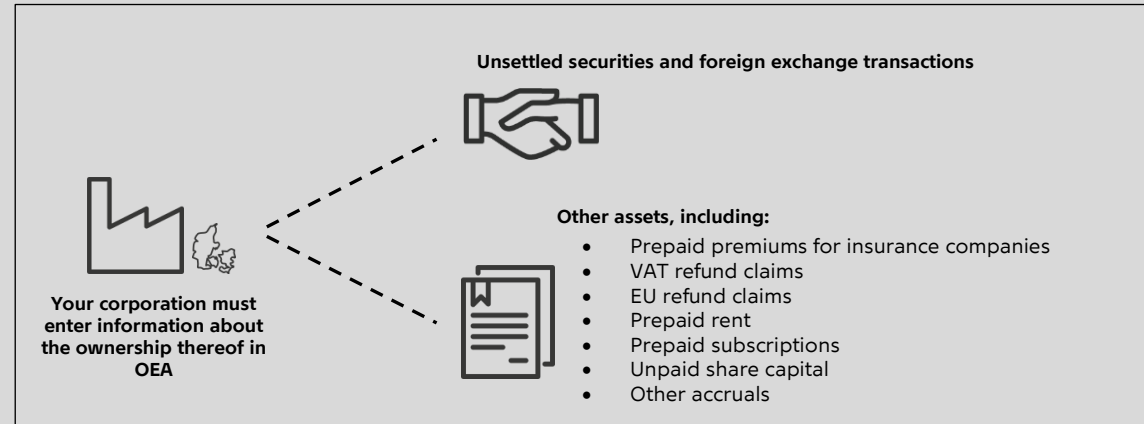 Unsettled securities and foreign exchange transactions
Your corporation must
enter information about
the ownership thereof in
OEA
Other assets, including:
• Prepaid premiums for insurance companies
• VAT refund claims
• EU refund claims
• Prepaid rent
• Prepaid subscriptions
• Unpaid share capital
• Other accruals